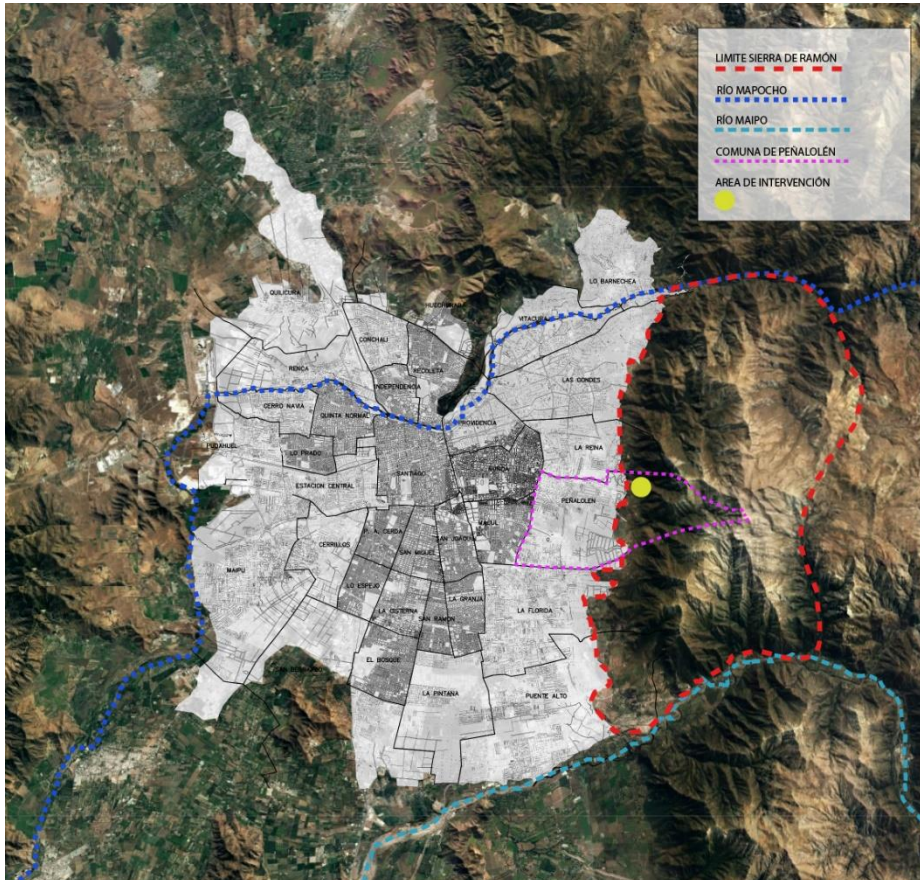 LIMITE SIERRA DE RAMÓN
RÍO MAPOCHO
RÍO MAIPO
COMUNA DE PEÑALOLÉN
AREA DE INTERVENCIÓN
LO BARNECHEA
QUILICURA
VITACURA
CONCHALI
RENCA
RECOLETA
LAS CONDES
INDEPENDENCIA
CERRO NAVIA
QUINTA NORMAL
PROVIDENCIA
PUDAHUEL
LO PRADO
LA REINA
SANTIAGO
ESTACION CENTRAL
PEÑALOLEN
MACUL
P. A. CERDA
SAN JOAQUIN
CERRILLOS
SAN MIGUEL
MAIPU
LO ESPEJO
LA GRANJA
LA CISTERNA
LA FLORIDA
SAN RAMON
EL BOSQUE
LA PINTANA
PUENTE ALTO